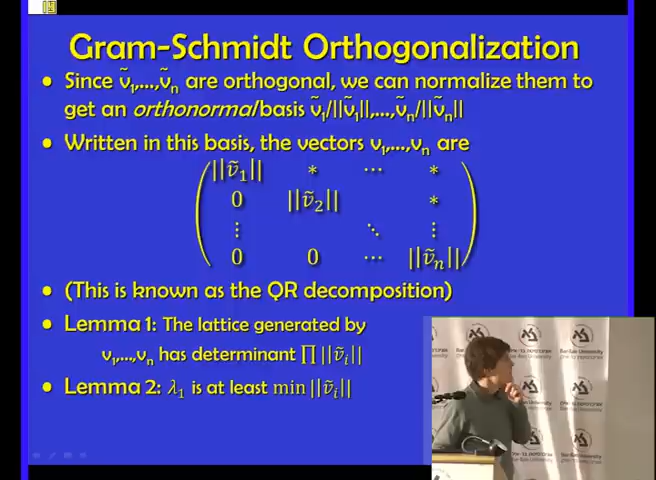 Gram-Schmidt Orthogonalization
• Since ṽ₁,...,ṽₙ are orthogonal, we can normalize them to
get an orthonormal basis ṽ₁/||ṽ₁||,...,ṽₙ/||ṽₙ||
• Written in this basis, the vectors v₁,...,vₙ are
||ṽ₁|| * ⋯ *
0 ||ṽ₂|| *
⋮ ⋱ ⋮
0 0 ⋯ ||ṽₙ||
• (This is known as the QR decomposition)
• Lemma 1: The lattice generated by
v₁,...,vₙ has determinant ∏||ṽᵢ||
• Lemma 2: λ₁ is at least min||ṽᵢ||
Bar-Ilan University